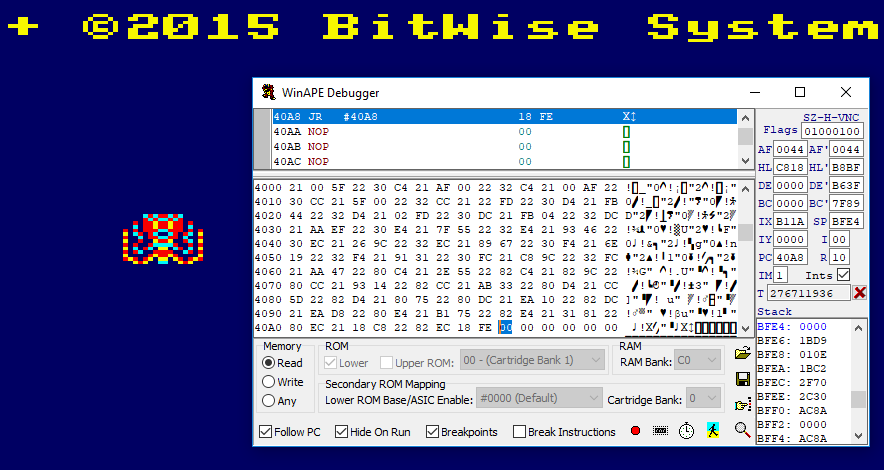 + ©2015 BitWise System
WinAPE Debugger
40A8 JR #40A8 18 FE
40AA NOP 00
40AB NOP 00
40AC NOP 00
SZ-H-VNC
Flags 01000100
AF 0044 AF' 0044
HL C818 HL' B8BF
DE 0000 DE' B63F
BC 0000 BC' 7F89
IX B11A SP BFE4
IY 0000 I 00
PC 40A8 R 10
IM 1 Ints
T 276711936
Stack
BFE4: 0000
BFE6: 1BD9
BFE8: 010E
BFEA: 1BC2
BFEC: 2F70
BFEE: 2C30
BFF0: AC8A
BFF2: 0000
BFF4: AC8A
4000 21 00 5F 22 30 C4 21 AF 00 22 32 C4 21 00 AF 22
4010 30 CC 21 5F 00 22 32 CC 21 22 FD 22 30 D4 21 FB
4020 44 22 32 D4 21 02 FD 22 30 DC 21 FB 04 22 32 DC
4030 21 AA EF 22 30 E4 21 7F 55 22 32 E4 21 93 46 22
4040 30 EC 21 26 9C 22 32 EC 21 89 67 22 30 F4 21 6E
4050 19 22 32 F4 21 91 31 22 30 FC 21 C8 9C 22 32 FC
4060 21 AA 47 22 80 C4 21 2E 55 22 82 C4 21 82 9C 22
4070 80 CC 21 93 14 22 82 CC 21 AB 33 22 80 D4 21 CC
4080 5D 22 82 D4 21 80 75 22 80 DC 21 EA 10 22 82 DC
4090 21 EA D8 22 80 E4 21 B1 75 22 82 E4 21 31 81 22
40A0 80 EC 21 18 C8 22 82 EC 18 FE 00 00 00 00 00 00
Memory
Read
Write
Any
ROM
Lower Upper ROM: 00 - (Cartridge Bank 1)
RAM
RAM Bank: C0
Secondary ROM Mapping
Lower ROM Base/ASIC Enable: #0000 (Default) Cartridge Bank: 0
Follow PC Hide On Run Breakpoints Break Instructions